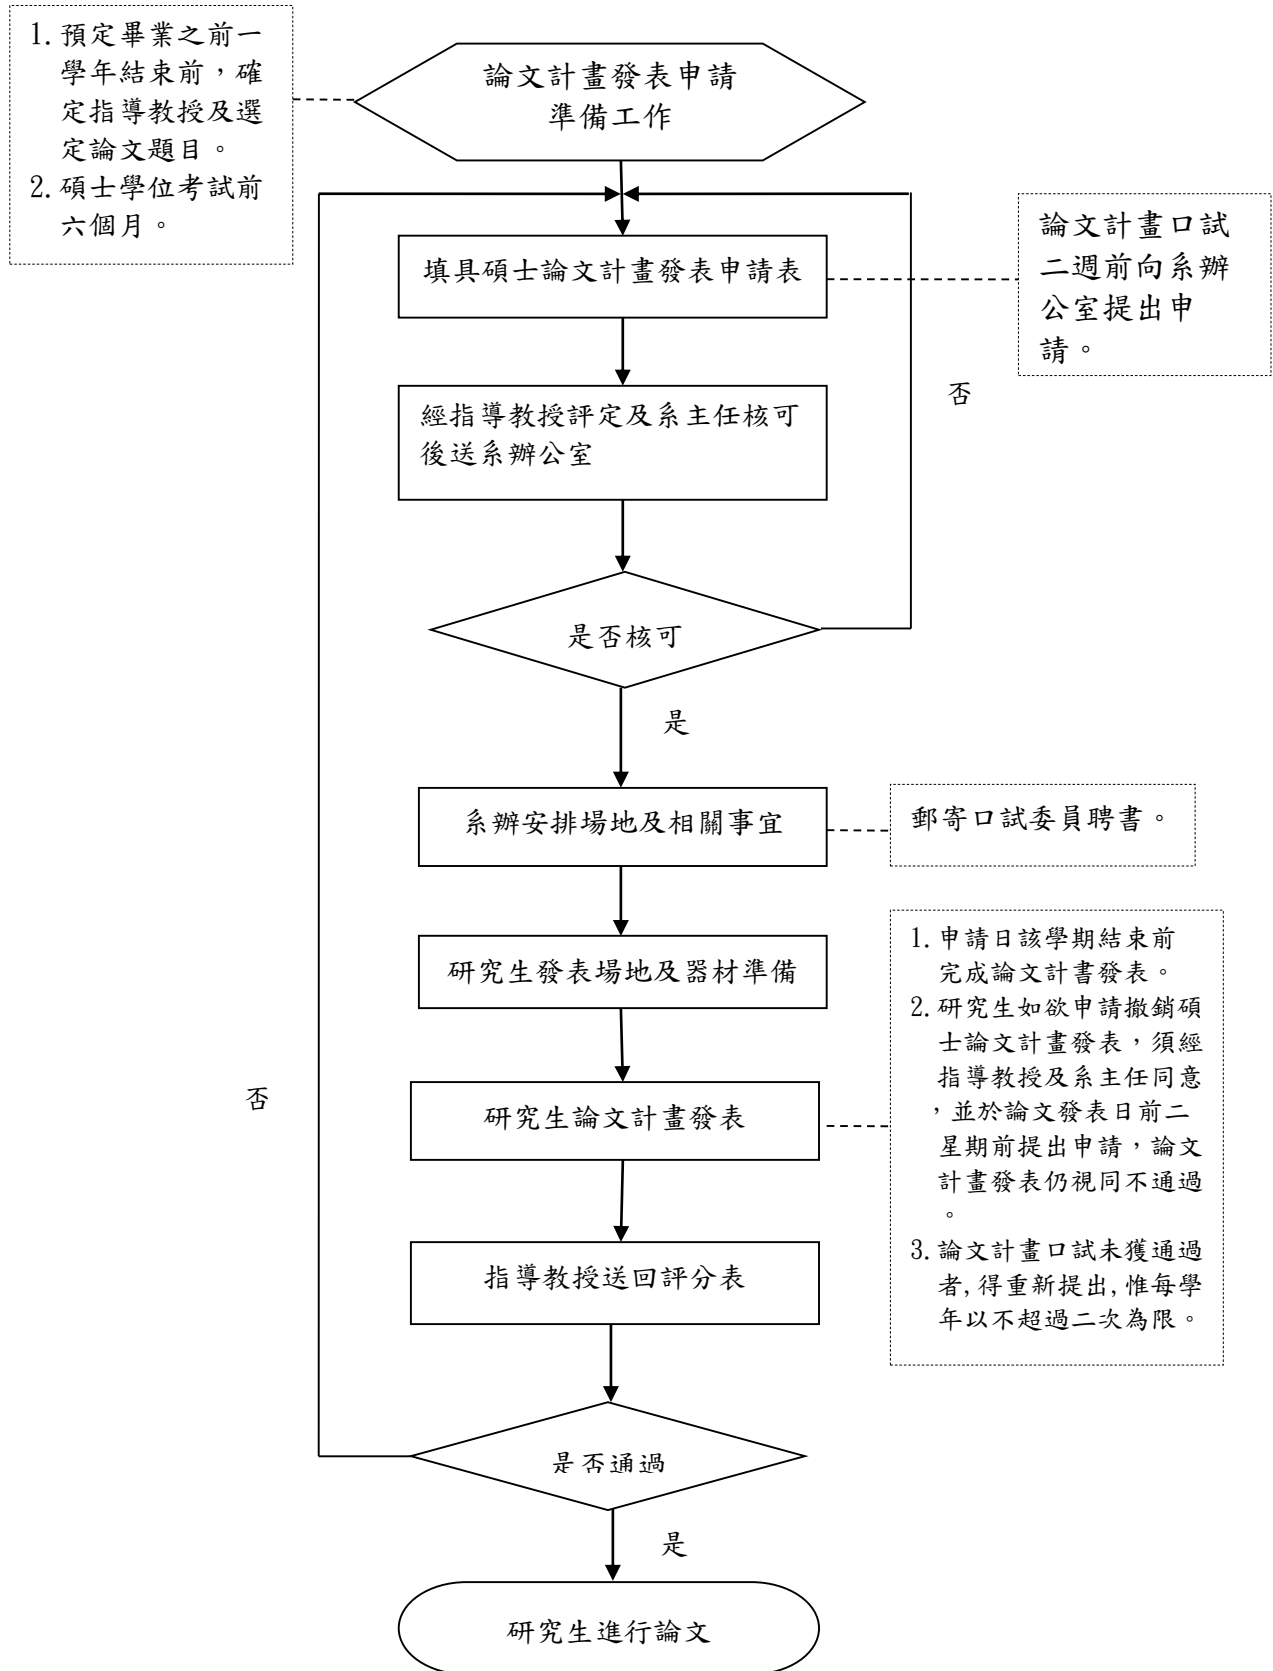 1. 預定畢業之前一
學年結束前，確
定指導教授及選
定論文題目。
2. 碩士學位考試前
六個月。
論文計畫發表申請
準備工作
填具碩士論文計畫發表申請表
論文計畫口試
二週前向系辦
公室提出申
請。
經指導教授評定及系主任核可
後送系辦公室
否
是否核可
是
系辦安排場地及相關事宜
郵寄口試委員聘書。
研究生發表場地及器材準備
1. 申請日該學期結束前
完成論文計書發表。
2. 研究生如欲申請撤銷碩
士論文計畫發表，須經
指導教授及系主任同意
，並於論文發表日前二
星期前提出申請，論文
計畫發表仍視同不通過
。
3. 論文計畫口試未獲通過
者,得重新提出,惟每學
年以不超過二次為限。
否
研究生論文計畫發表
指導教授送回評分表
是否通過
是
研究生進行論文